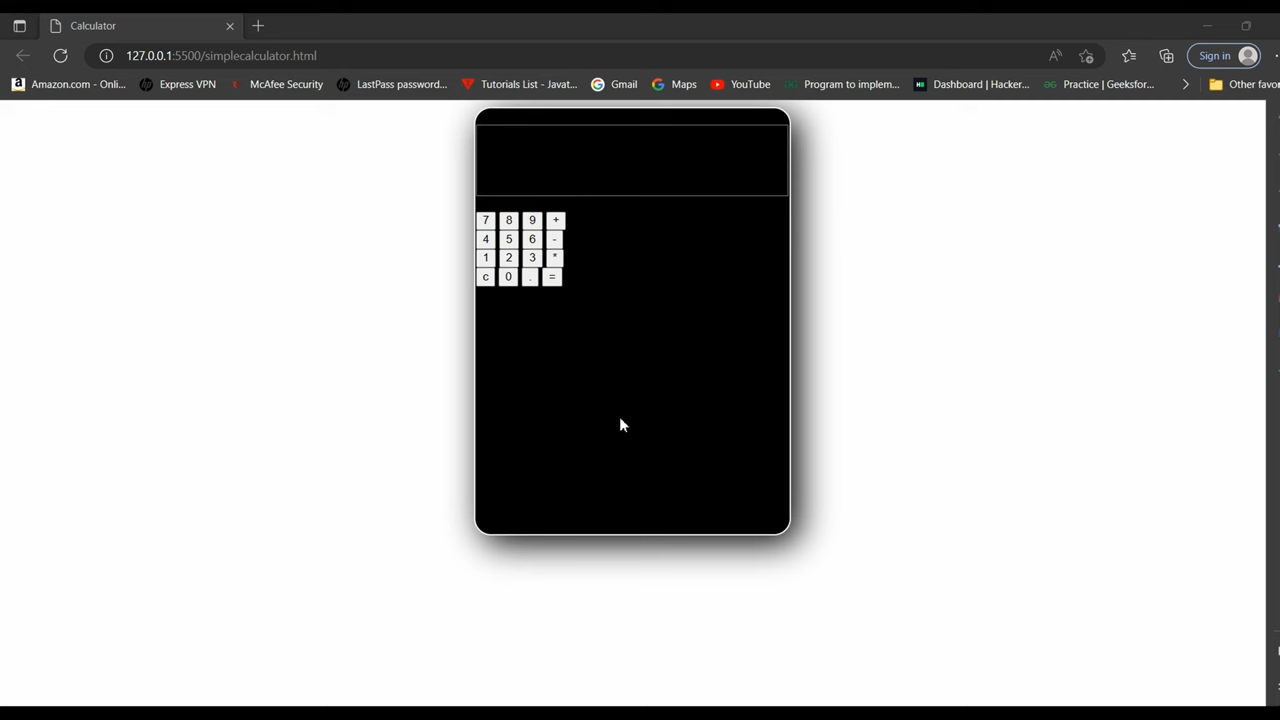 Calculator
127.0.0.1:5500/simplecalculator.html
Sign in
Amazon.com - Onli... Express VPN McAfee Security LastPass password... Tutorials List - Javat... Gmail Maps YouTube Program to implem... Dashboard | Hacker... Practice | Geeksfor... Other favor
7 8 9 +
4 5 6 -
1 2 3 *
c 0 . =